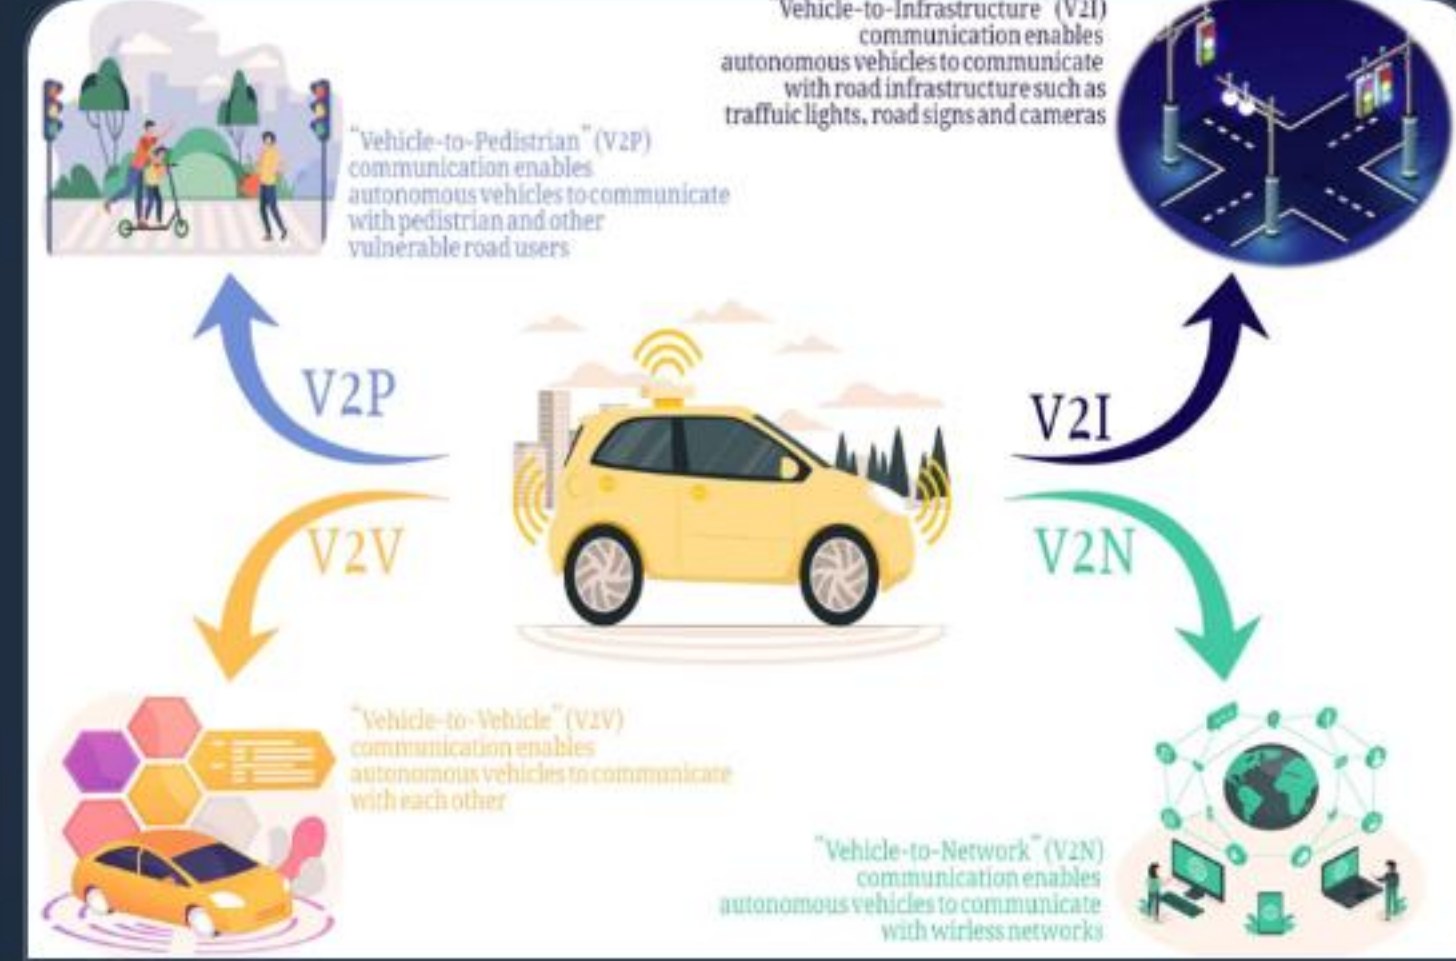 "Vehicle-to-Infrastructure" (V2I)
communication enables
autonomous vehicles to communicate
with road infrastructure such as
traffuic lights, road signs and cameras
"Vehicle-to-Pedistrian" (V2P)
communication enables
autonomous vehicles to communicate
with pedistrian and other
vulnerable road users
V2P
V2I
V2V
V2N
"Vehicle-to-Vehicle" (V2V)
communication enables
autonomous vehicles to communicate
with each other
"Vehicle-to-Network" (V2N)
communication enables
autonomous vehicles to communicate
with wirless networks